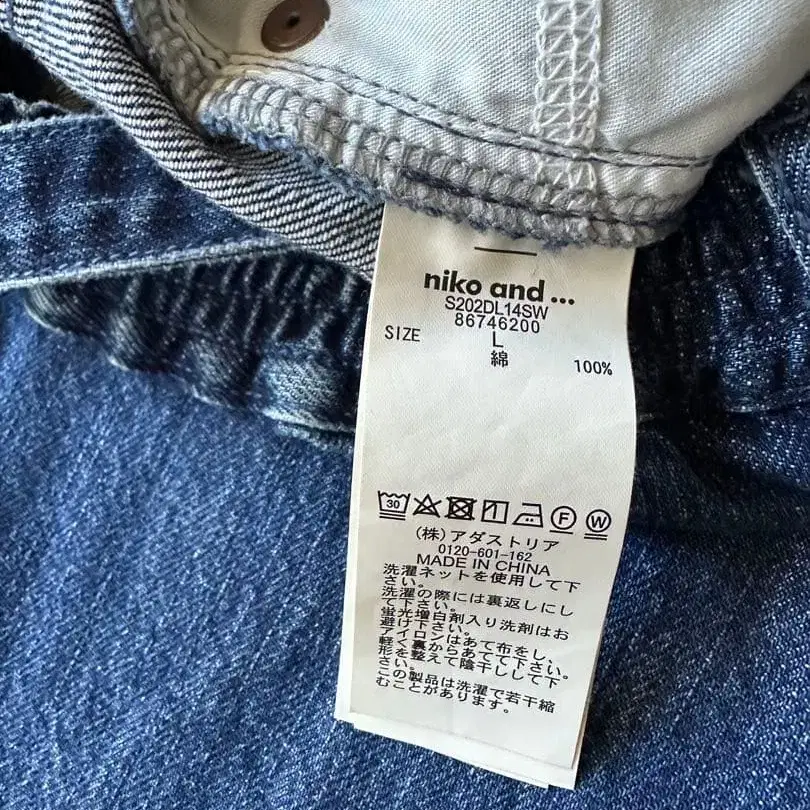 niko and ...
S202DL14SW
86746200
SIZE L
綿 100%
30 F W
(株)アダストリア
0120-601-162
MADE IN CHINA
洗濯ネットを使用して下
さい。
洗濯の際には裏返しにし
て下さい。
蛍光増白剤入り洗剤はお
避け下さい。
アイロンはあて布をし、
軽く裏からあてて下さい。
形を整えて陰干しして下
さい。
この製品は洗濯で若干縮
むことがあります。